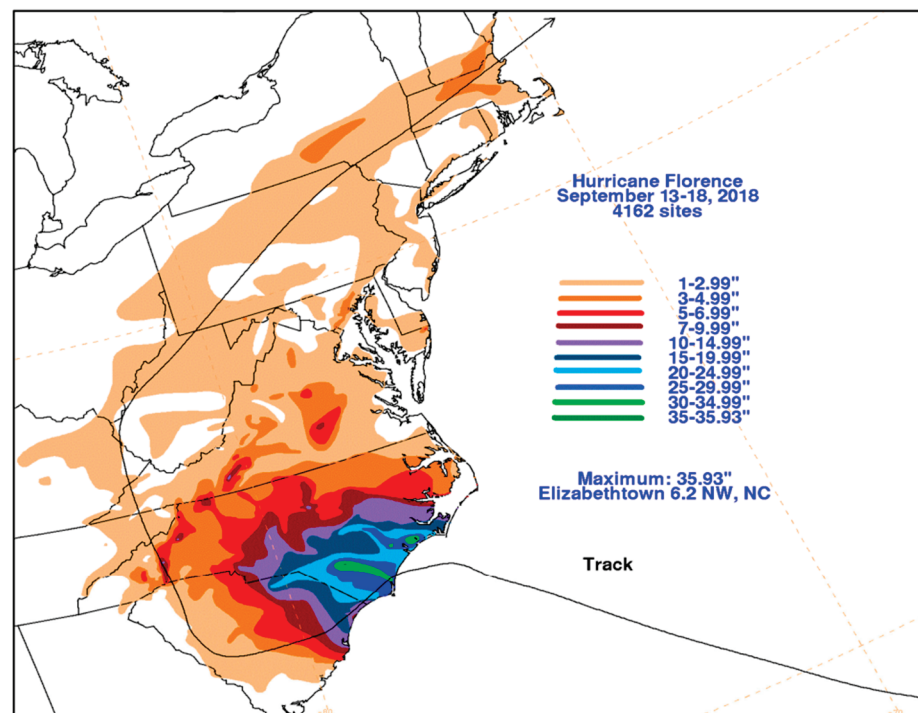 Hurricane Florence
September 13-18, 2018
4162 sites
1-2.99"
3-4.99"
5-6.99"
7-9.99"
10-14.99"
15-19.99"
20-24.99"
25-29.99"
30-34.99"
35-35.93"
Maximum: 35.93"
Elizabethtown 6.2 NW, NC
Track